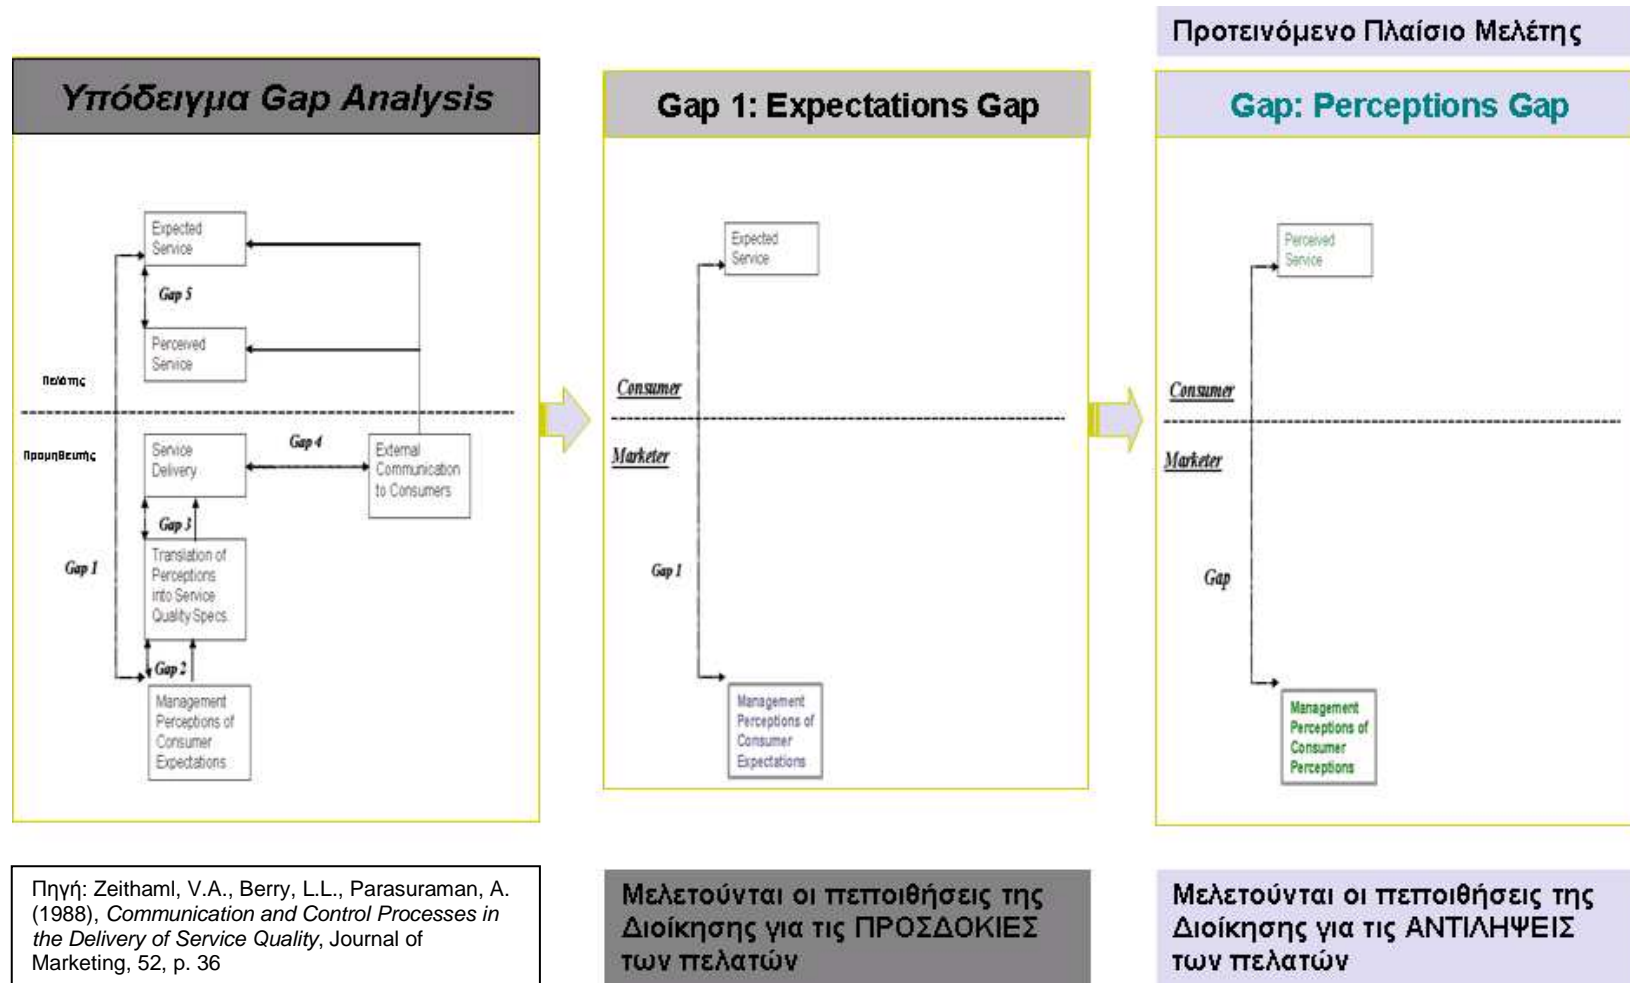 Προτεινόμενο Πλαίσιο Μελέτης
Υπόδειγμα Gap Analysis
Expected
Service
Gap 5
Perceived
Service
Πελάτης
Προμηθευτής
Service
Delivery
Gap 4
External
Communication
to Consumers
Gap 3
Translation of
Perceptions
into Service
Quality Specs.
Gap 1
Gap 2
Management
Perceptions of
Consumer
Expectations
Πηγή: Zeithaml, V.A., Berry, L.L., Parasuraman, A.
(1988), Communication and Control Processes in
the Delivery of Service Quality, Journal of
Marketing, 52, p. 36
Gap 1: Expectations Gap
Expected
Service
Consumer
Marketer
Gap 1
Management
Perceptions of
Consumer
Expectations
Μελετούνται οι πεποιθήσεις της
Διοίκησης για τις ΠΡΟΣΔΟΚΙΕΣ
των πελατών
Gap: Perceptions Gap
Perceived
Service
Consumer
Marketer
Gap
Management
Perceptions of
Consumer
Perceptions
Μελετούνται οι πεποιθήσεις της
Διοίκησης για τις ΑΝΤΙΛΗΨΕΙΣ
των πελατών